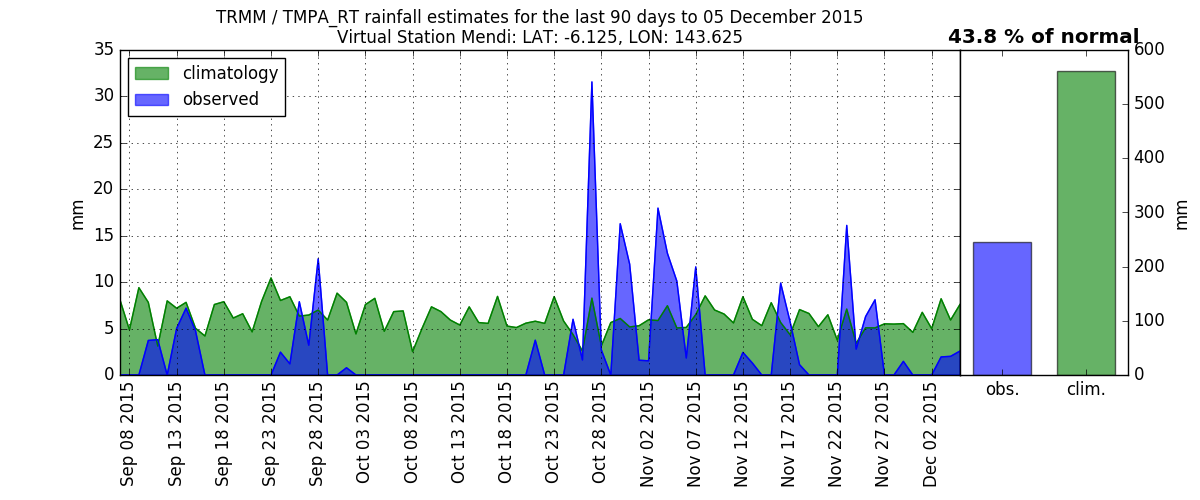 TRMM / TMPA_RT rainfall estimates for the last 90 days to 05 December 2015
Virtual Station Mendi: LAT: -6.125, LON: 143.625
43.8 % of normal
climatology
observed
35
30
25
20
15
10
5
0
mm
Sep 08 2015
Sep 13 2015
Sep 18 2015
Sep 23 2015
Sep 28 2015
Oct 03 2015
Oct 08 2015
Oct 13 2015
Oct 18 2015
Oct 23 2015
Oct 28 2015
Nov 02 2015
Nov 07 2015
Nov 12 2015
Nov 17 2015
Nov 22 2015
Nov 27 2015
Dec 02 2015
600
500
400
300
200
100
0
mm
obs.
clim.